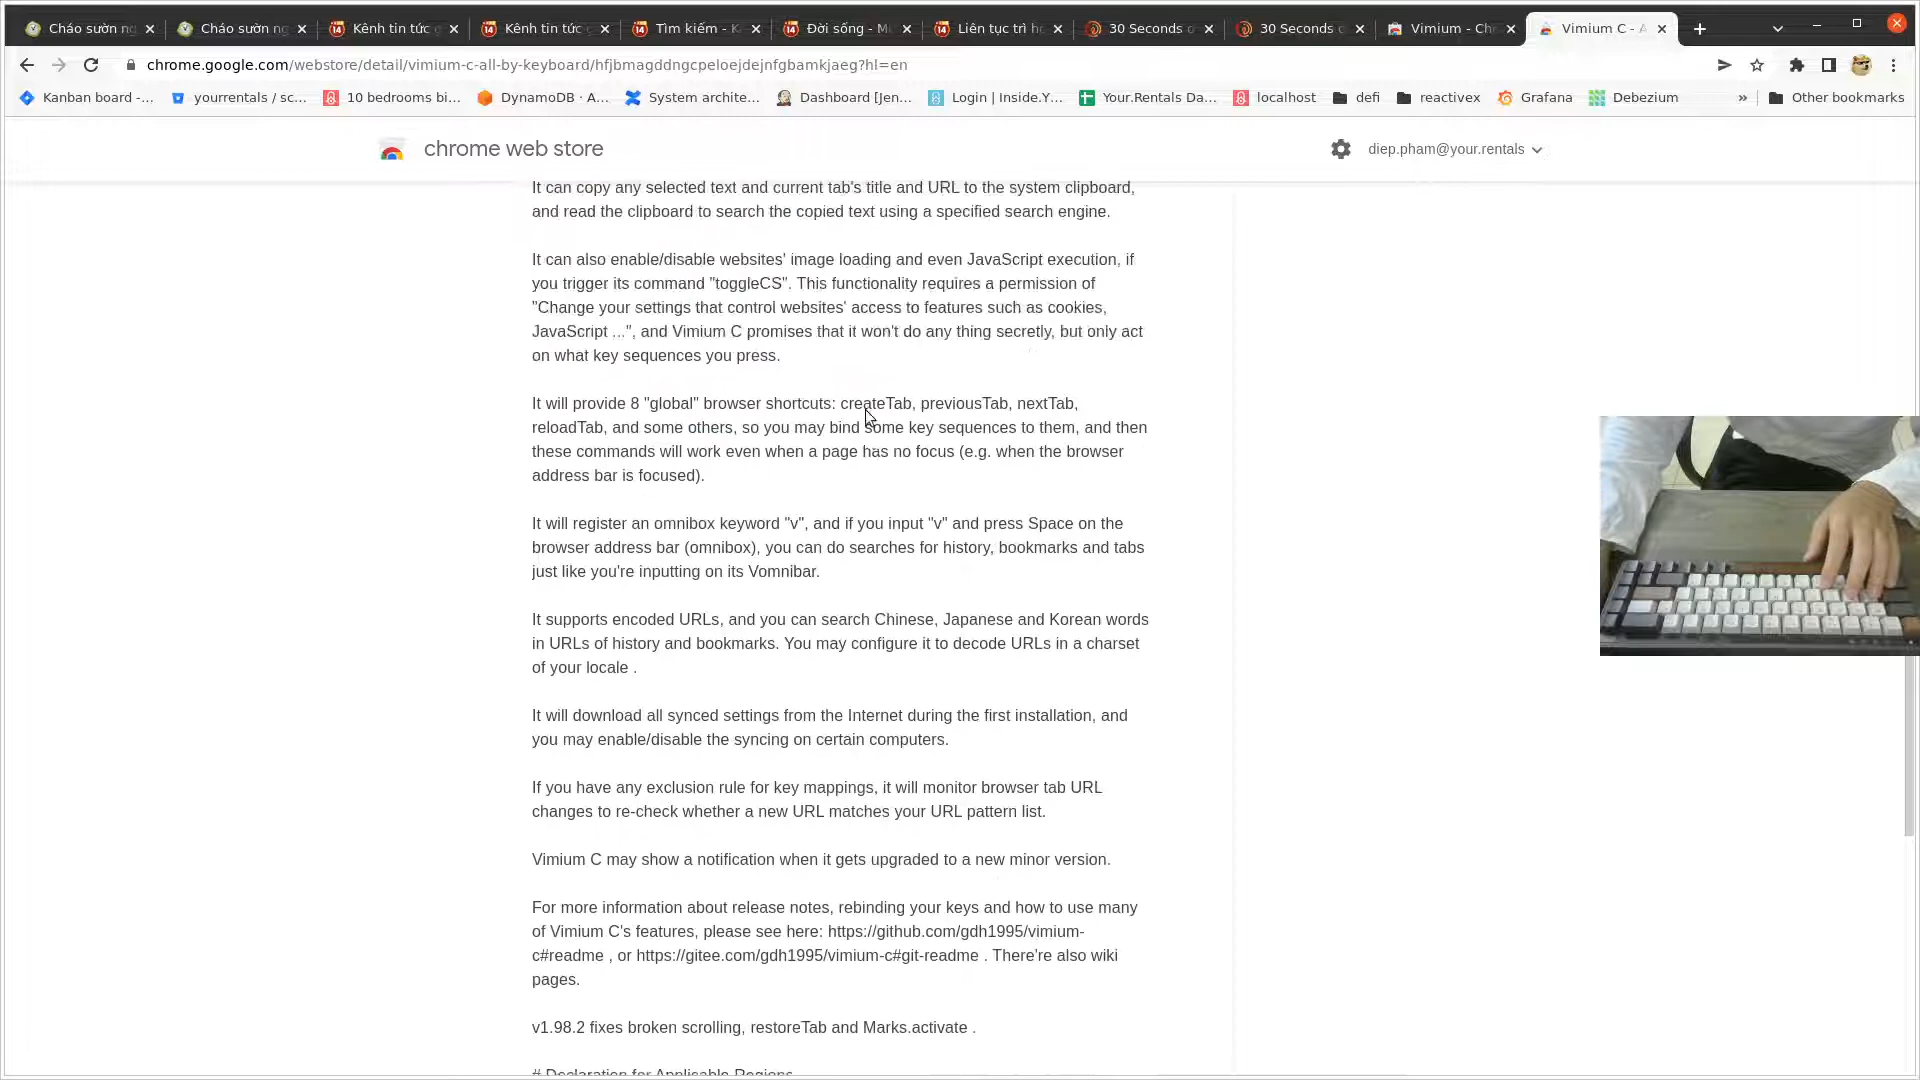 Cháo sườn ng
Cháo sườn ng
Kênh tin tức g
Kênh tin tức g
Tìm kiếm - K
Đời sống - Mu
Liên tục trì h
30 Seconds o
30 Seconds o
Vimium - Ch
Vimium C - A
chrome.google.com/webstore/detail/vimium-c-all-by-keyboard/hfjbmagddngcpeloejdejnfgbamkjaeg?hl=en
Kanban board -...
yourrentals / sc...
10 bedrooms bi...
DynamoDB · A...
System archite...
Dashboard [Jen...
Login | Inside.Y...
Your.Rentals Da...
localhost
defi
reactivex
Grafana
Debezium
»
Other bookmarks
chrome web store
diep.pham@your.rentals
It can copy any selected text and current tab's title and URL to the system clipboard,
and read the clipboard to search the copied text using a specified search engine.
It can also enable/disable websites' image loading and even JavaScript execution, if
you trigger its command "toggleCS". This functionality requires a permission of
"Change your settings that control websites' access to features such as cookies,
JavaScript ...", and Vimium C promises that it won't do any thing secretly, but only act
on what key sequences you press.
It will provide 8 "global" browser shortcuts: createTab, previousTab, nextTab,
reloadTab, and some others, so you may bind some key sequences to them, and then
these commands will work even when a page has no focus (e.g. when the browser
address bar is focused).
It will register an omnibox keyword "v", and if you input "v" and press Space on the
browser address bar (omnibox), you can do searches for history, bookmarks and tabs
just like you're inputting on its Vomnibar.
It supports encoded URLs, and you can search Chinese, Japanese and Korean words
in URLs of history and bookmarks. You may configure it to decode URLs in a charset
of your locale .
It will download all synced settings from the Internet during the first installation, and
you may enable/disable the syncing on certain computers.
If you have any exclusion rule for key mappings, it will monitor browser tab URL
changes to re-check whether a new URL matches your URL pattern list.
Vimium C may show a notification when it gets upgraded to a new minor version.
For more information about release notes, rebinding your keys and how to use many
of Vimium C's features, please see here: https://github.com/gdh1995/vimium-
c#readme , or https://gitee.com/gdh1995/vimium-c#git-readme . There're also wiki
pages.
v1.98.2 fixes broken scrolling, restoreTab and Marks.activate .
# Declaration for Applicable Regions